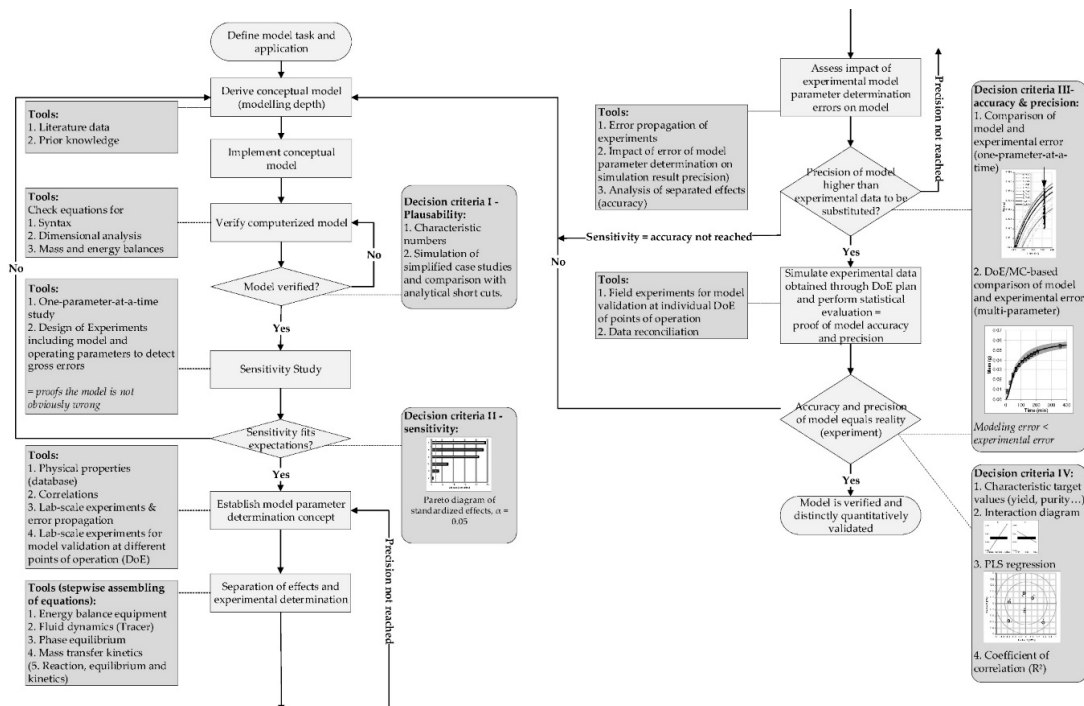 Define model task and
application
Derive conceptual model
(modelling depth)
Tools:
1. Literature data
2. Prior knowledge
Implement conceptual
model
Tools:
Check equations for
1. Syntax
2. Dimensional analysis
3. Mass and energy balances
Verify computerized model
No
Decision criteria I -
Plausability:
1. Characteristic
numbers
2. Simulation of
simplified case studies
and comparison with
analytical short cuts.
No
Model verified?
Yes
Tools:
1. One-parameter-at-a-time
study
2. Design of Experiments
including model and
operating parameters to detect
gross errors
= proofs the model is not
obviously wrong
Sensitivity Study
Sensitivity fits
expectations?
Yes
Decision criteria II -
sensitivity:
Pareto diagram of
standardized effects, α =
0.05
Tools:
1. Physical properties
(database)
2. Correlations
3. Lab-scale experiments &
error propagation
4. Lab-scale experiments for
model validation at different
points of operation (DoE)
Establish model parameter
determination concept
Precision not reached
Tools (stepwise assembling
of equations):
1. Energy balance equipment
2. Fluid dynamics (Tracer)
3. Phase equilibrium
4. Mass transfer kinetics
(5. Reaction, equilibrium and
kinetics)
Separation of effects and
experimental determination
Assess impact of
experimental model
parameter determination
errors on model
Precision not reached
Tools:
1. Error propagation of
experiments
2. Impact of error of model
parameter determination on
simulation result precision)
3. Analysis of separated effects
(accuracy)
Precision of model
higher than
experimental data to be
substituted?
Sensitivity = accuracy not reached
No
Yes
Tools:
1. Field experiments for model
validation at individual DoE
of points of operation
2. Data reconciliation
Simulate experimental data
obtained through DoE plan
and perform statistical
evaluation =
proof of model accuracy
and precision
Accuracy and precision
of model equals reality
(experiment)
Yes
Model is verified and
distinctly quantitatively
validated
Decision criteria III-
accuracy & precision:
1. Comparison of
model and
experimental error
(one-prameter-at-a-
time)
2. DoE/MC-based
comparison of model
and experimental error
(multi-parameter)
Time (min)
Modeling error <
experimental error
Decision criteria IV:
1. Characteristic target
values (yield, purity…)
2. Interaction diagram
3. PLS regression
4. Coefficient of
correlation (R²)